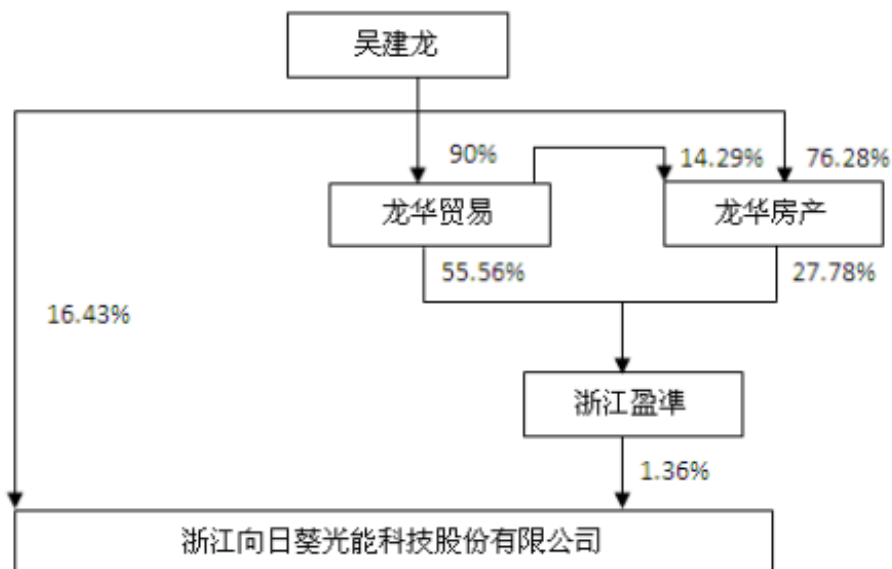 吴建龙
90%
14.29%
76.28%
龙华贸易
龙华房产
55.56%
27.78%
16.43%
浙江盈凖
1.36%
浙江向日葵光能科技股份有限公司